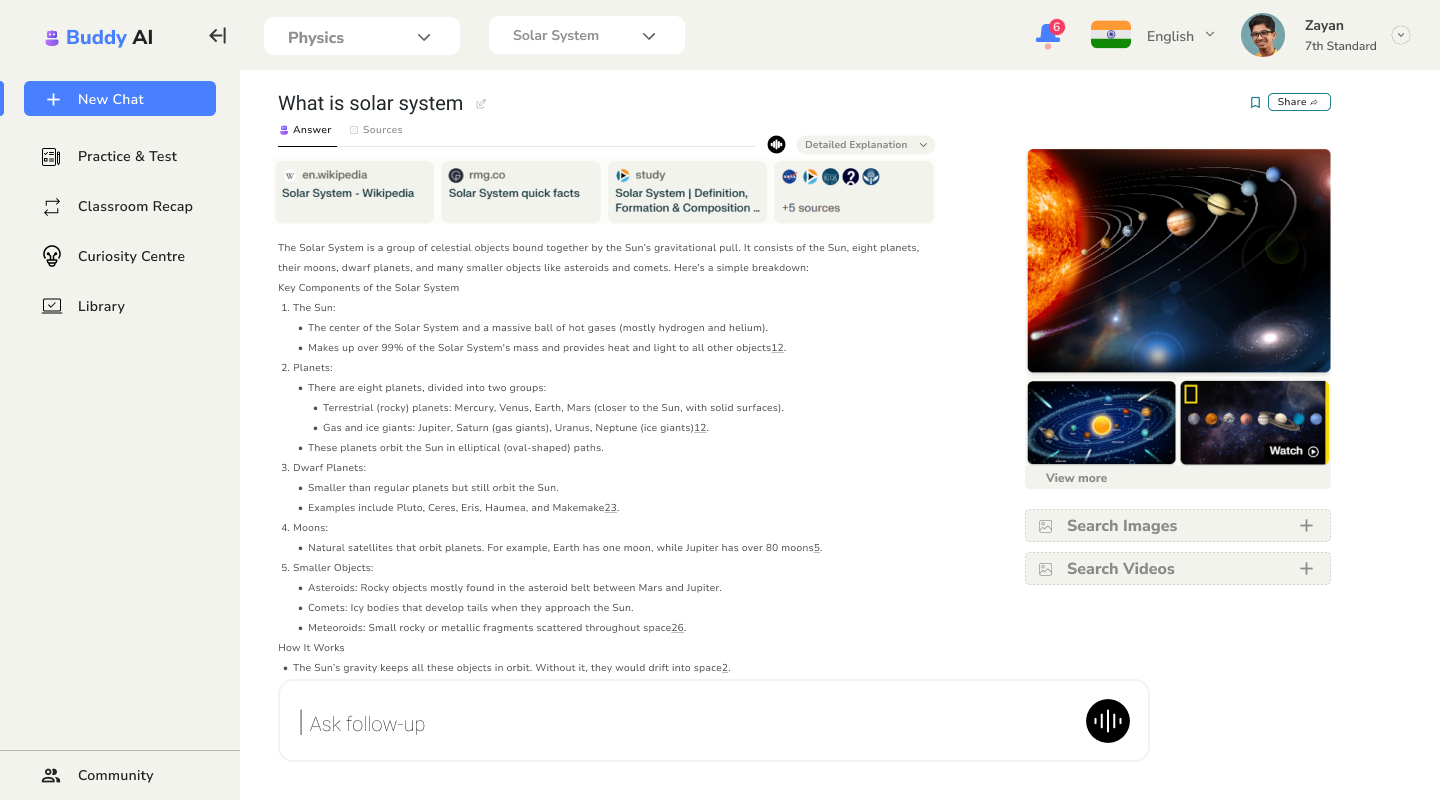 Buddy AI
Physics
Solar System
6
English
Zayan
7th Standard
New Chat
Practice & Test
Classroom Recap
Curiosity Centre
Library
Community
What is solar system
Share
Answer
Sources
Detailed Explanation
W en.wikipedia
Solar System - Wikipedia
rmg.co
Solar System quick facts
study
Solar System | Definition,
Formation & Composition ...
+5 sources
The Solar System is a group of celestial objects bound together by the Sun's gravitational pull. It consists of the Sun, eight planets,
their moons, dwarf planets, and many smaller objects like asteroids and comets. Here's a simple breakdown:
Key Components of the Solar System
1. The Sun:
• The center of the Solar System and a massive ball of hot gases (mostly hydrogen and helium).
• Makes up over 99% of the Solar System's mass and provides heat and light to all other objects12.
2. Planets:
• There are eight planets, divided into two groups:
• Terrestrial (rocky) planets: Mercury, Venus, Earth, Mars (closer to the Sun, with solid surfaces).
• Gas and ice giants: Jupiter, Saturn (gas giants), Uranus, Neptune (ice giants)12.
• These planets orbit the Sun in elliptical (oval-shaped) paths.
3. Dwarf Planets:
• Smaller than regular planets but still orbit the Sun.
• Examples include Pluto, Ceres, Eris, Haumea, and Makemake23.
4. Moons:
• Natural satellites that orbit planets. For example, Earth has one moon, while Jupiter has over 80 moons5.
5. Smaller Objects:
• Asteroids: Rocky objects mostly found in the asteroid belt between Mars and Jupiter.
• Comets: Icy bodies that develop tails when they approach the Sun.
• Meteoroids: Small rocky or metallic fragments scattered throughout space26.
How It Works
• The Sun's gravity keeps all these objects in orbit. Without it, they would drift into space2.
Ask follow-up
Watch
View more
Search Images
Search Videos